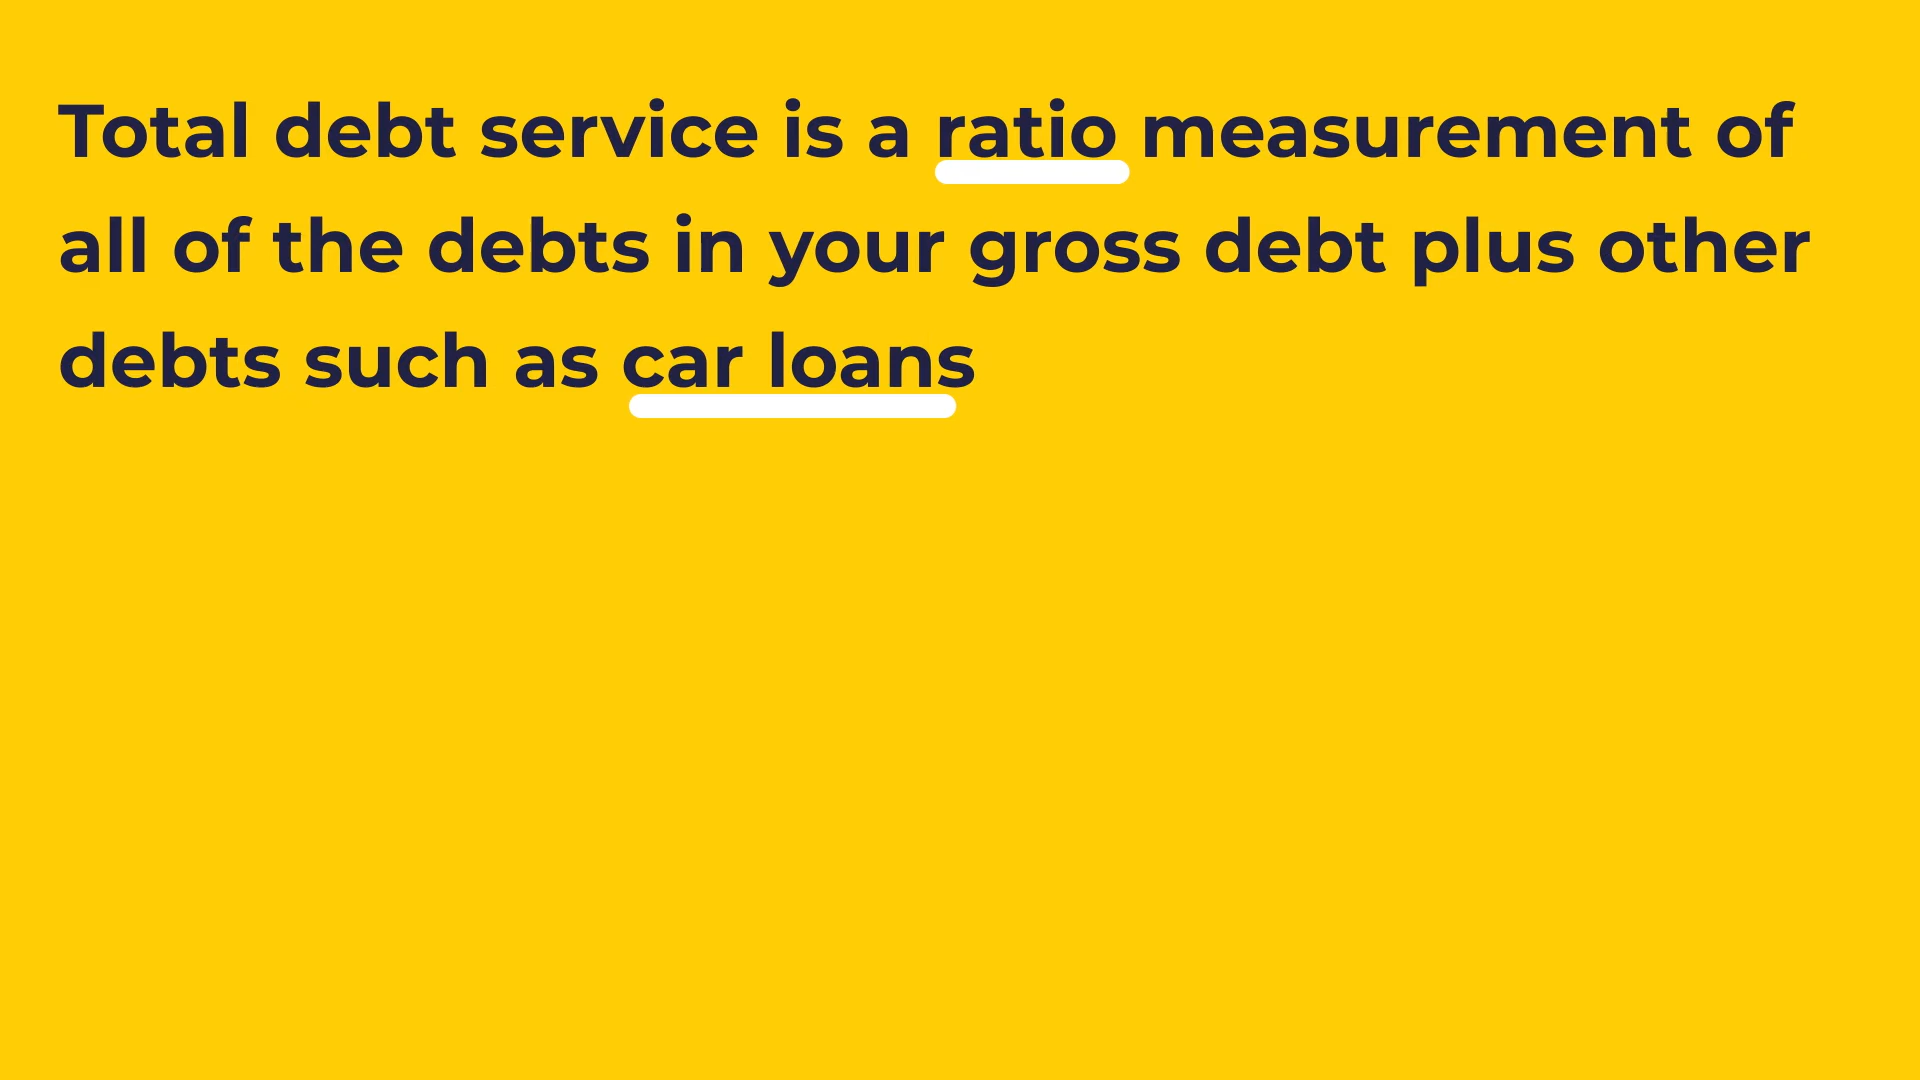 Total debt service is a ratio measurement of
all of the debts in your gross debt plus other
debts such as car loans